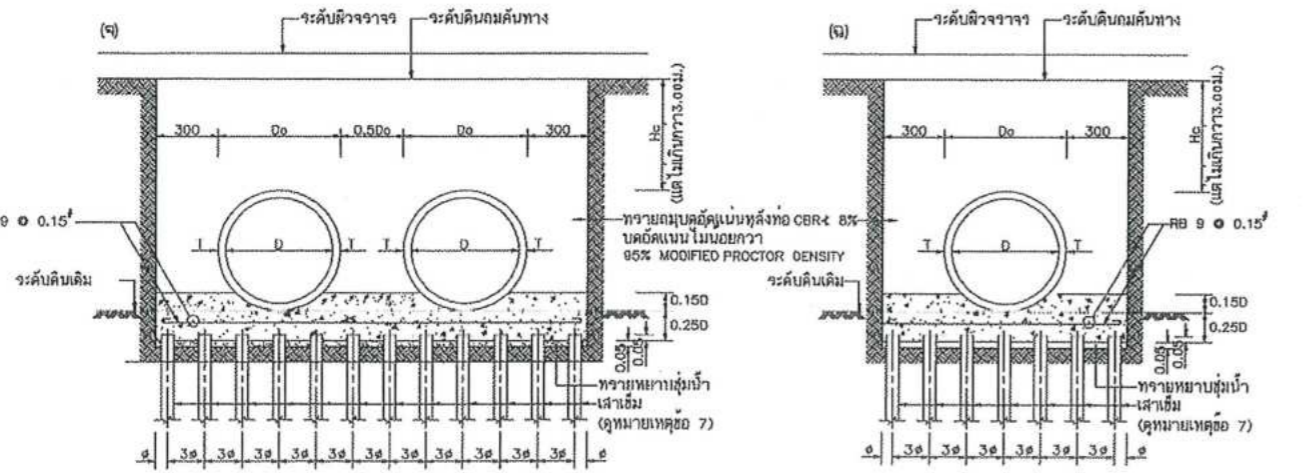 (ฅ)
ระดับผิวจราจร
ระดับดินถมคันทาง
300
Do
0.5Do
Do
300
Hc
(แต่ไม่เกินกว่า3.00ม.)
9 @ 0.15#
T
D
T
T
D
T
ระดับดินเดิม
0.15D
0.25D
0.05
0.05
ทรายหยาบชุ่มน้ำ
เสาเข็ม
(ดูหมายเหตุข้อ 7)
ø 3ø 3ø 3ø 3ø 3ø 3ø 3ø 3ø 3ø 3ø 3ø ø
ทรายถมบดอัดแน่นหลังท่อ CBR≮ 8%
บดอัดแน่นไม่น้อยกว่า
95% MODIFIED PROCTOR DENSITY
(ฉ)
ระดับผิวจราจร
ระดับดินถมคันทาง
300
Do
300
Hc
(แต่ไม่เกินกว่า3.00ม.)
RB 9 @ 0.15#
T
D
T
ระดับดินเดิม
0.15D
0.25D
0.05
0.05
ทรายหยาบชุ่มน้ำ
เสาเข็ม
(ดูหมายเหตุข้อ 7)
ø 3ø 3ø 3ø 3ø 3ø 3ø ø